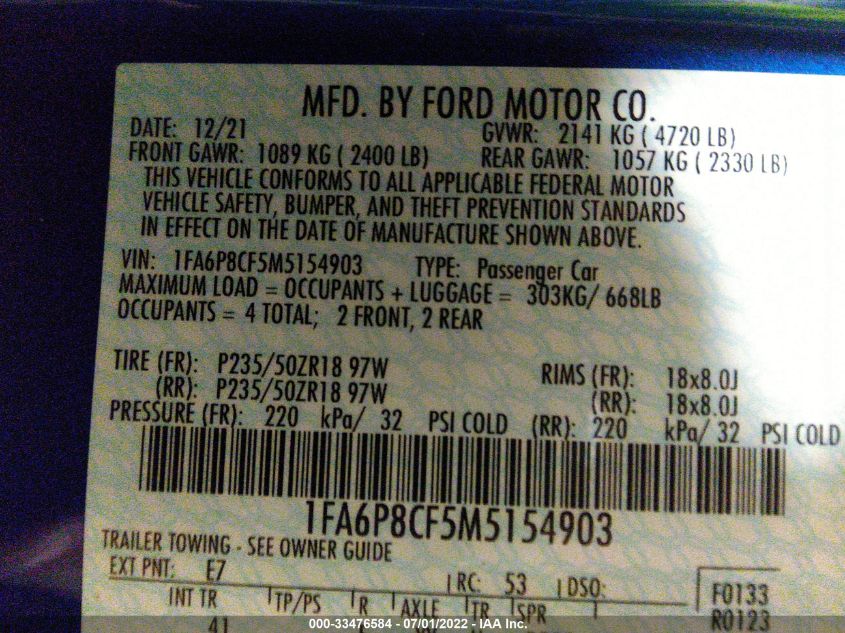 MFD. BY FORD MOTOR CO.
DATE: 12/21 GVWR: 2141 KG ( 4720 LB)
FRONT GAWR: 1089 KG ( 2400 LB) REAR GAWR: 1057 KG ( 2330 LB)
THIS VEHICLE CONFORMS TO ALL APPLICABLE FEDERAL MOTOR
VEHICLE SAFETY, BUMPER, AND THEFT PREVENTION STANDARDS
IN EFFECT ON THE DATE OF MANUFACTURE SHOWN ABOVE.
VIN: 1FA6P8CF5M5154903 TYPE: Passenger Car
MAXIMUM LOAD = OCCUPANTS + LUGGAGE = 303KG/ 668LB
OCCUPANTS = 4 TOTAL; 2 FRONT, 2 REAR
TIRE (FR): P235/50ZR18 97W RIMS (FR): 18x8.0J
(RR): P235/50ZR18 97W (RR): 18x8.0J
PRESSURE (FR): 220 kPa/ 32 PSI COLD (RR): 220 kPa/ 32 PSI COLD
1FA6P8CF5M5154903
TRAILER TOWING - SEE OWNER GUIDE
EXT PNT: E7 RC: 53 DSO: F0133
INT TR TP/PS R AXLE TR SPR R0123
41
000-33476584 - 07/01/2022 - IAA Inc.